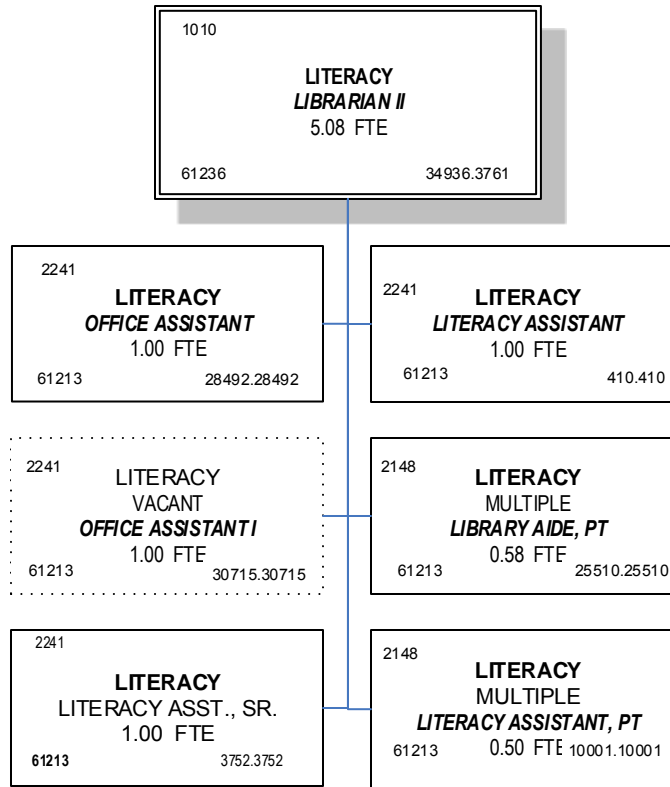 1010
LITERACY
LIBRARIAN II
5.08 FTE
61236 34936.3761
2241
LITERACY
OFFICE ASSISTANT
1.00 FTE
61213 28492.28492
2241
LITERACY
LITERACY ASSISTANT
1.00 FTE
61213 410.410
2241
LITERACY
VACANT
OFFICE ASSISTANT I
1.00 FTE
61213 30715.30715
2148
LITERACY
MULTIPLE
LIBRARY AIDE, PT
0.58 FTE
61213 25510.25510
2241
LITERACY
LITERACY ASST., SR.
1.00 FTE
61213 3752.3752
2148
LITERACY
MULTIPLE
LITERACY ASSISTANT, PT
61213 0.50 FTE 10001.10001